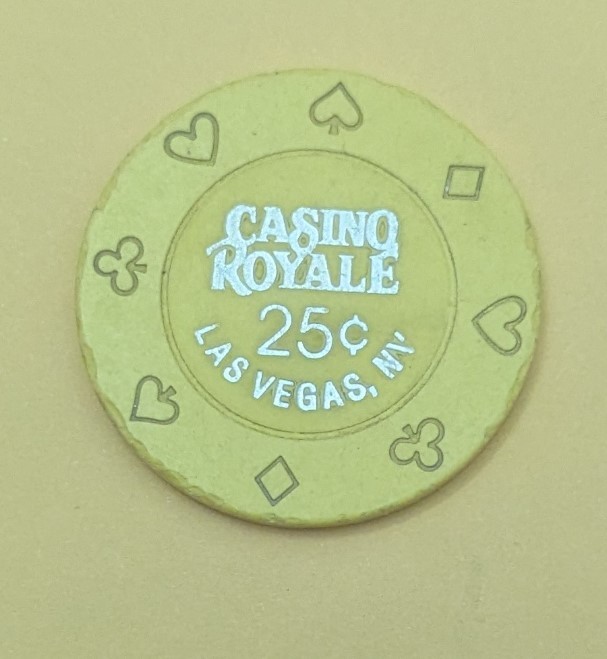 CASINO
ROYALE
25¢
LAS VEGAS, NV